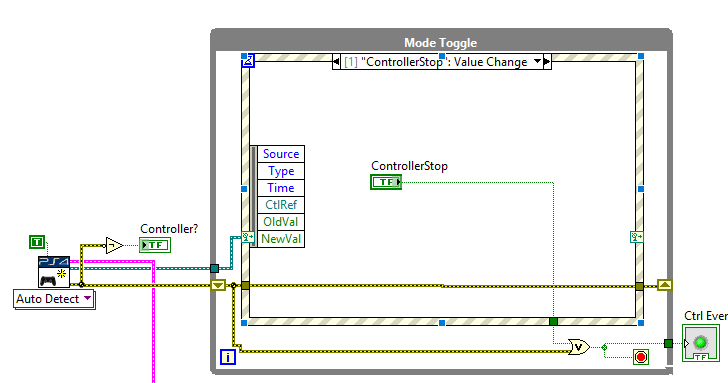 Mode Toggle
[1] "ControllerStop": Value Change
Source
Type
Time
CtlRef
OldVal
NewVal
ControllerStop
TF
Controller?
TF
T
PS4
Auto Detect
i
V
Ctrl Ever
TF